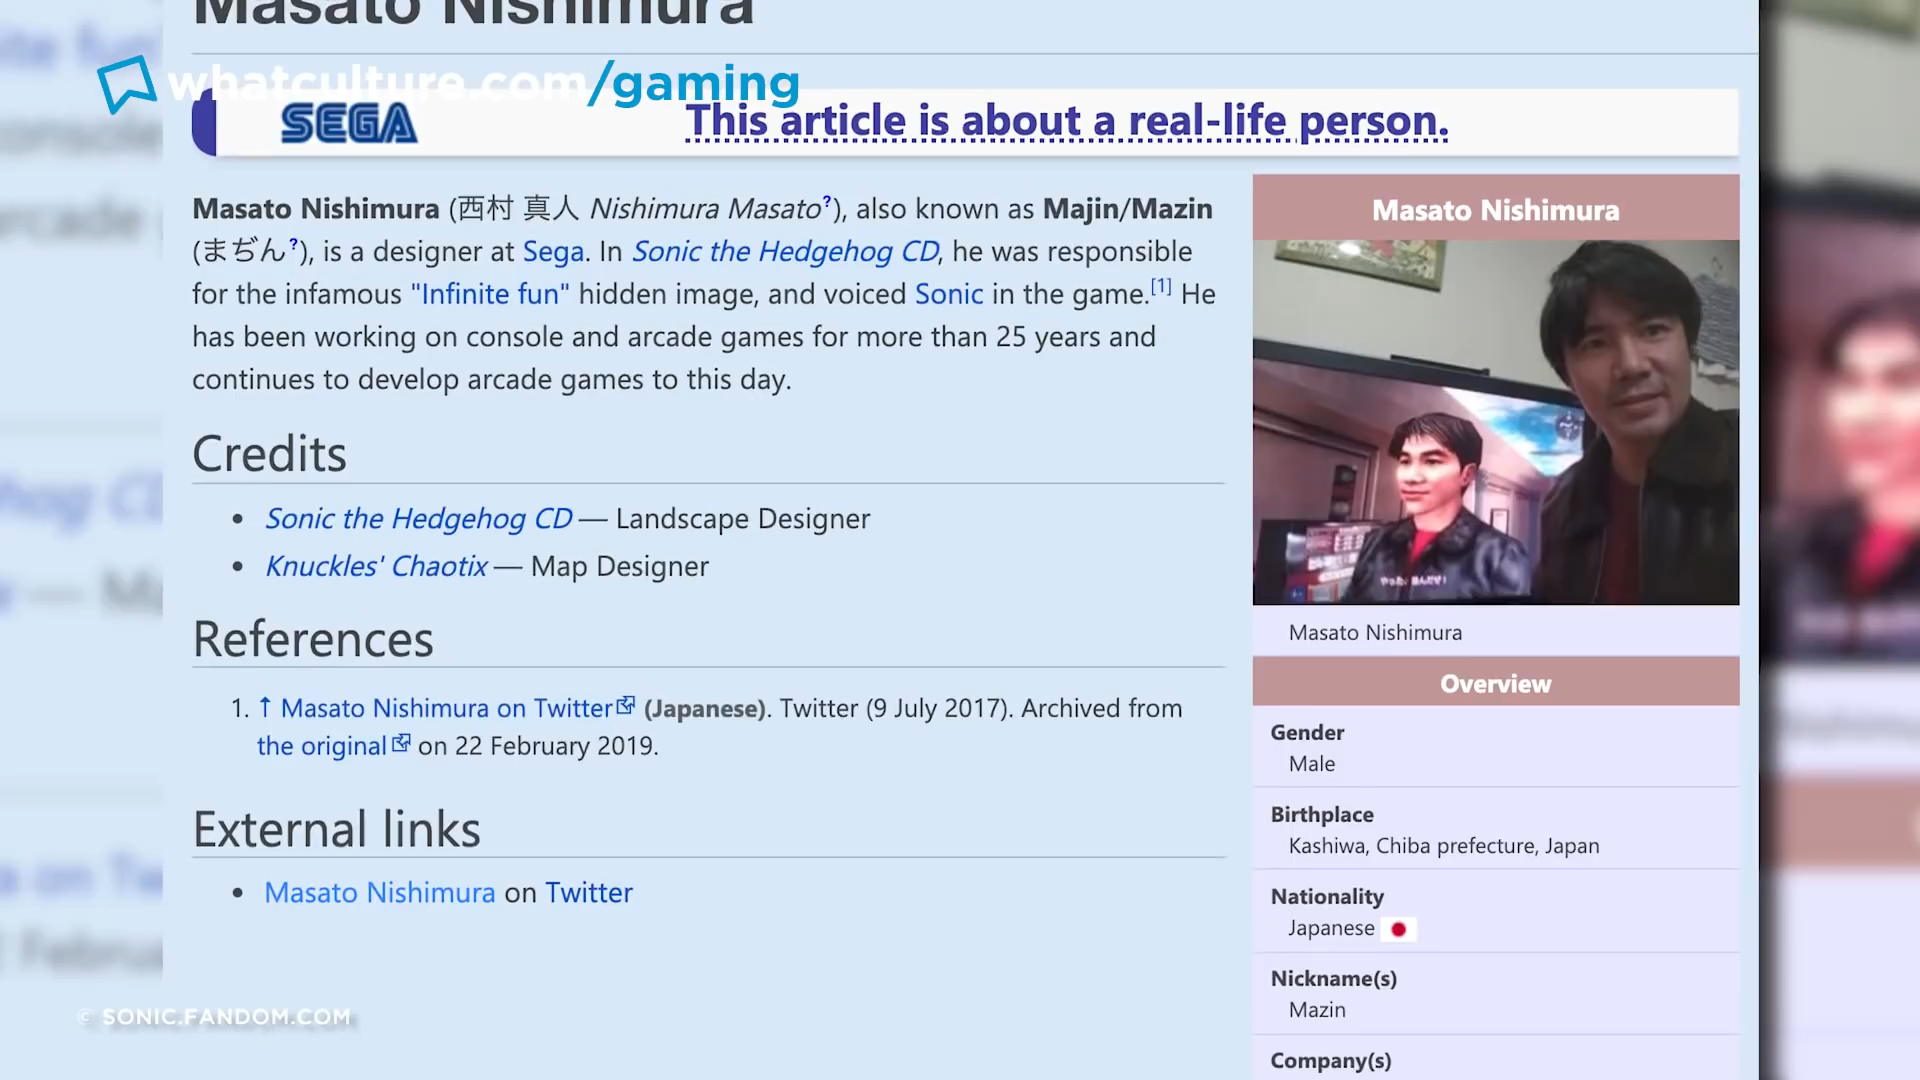 Masato Nishimura
whatculture.com/gaming
SEGA
This article is about a real-life person.
Masato Nishimura (西村 真人 Nishimura Masato?), also known as Majin/Mazin
(まぢん?), is a designer at Sega. In Sonic the Hedgehog CD, he was responsible
for the infamous "Infinite fun" hidden image, and voiced Sonic in the game.[1] He
has been working on console and arcade games for more than 25 years and
continues to develop arcade games to this day.
Credits
• Sonic the Hedgehog CD — Landscape Designer
• Knuckles' Chaotix — Map Designer
References
1. ↑ Masato Nishimura on Twitter (Japanese). Twitter (9 July 2017). Archived from
the original on 22 February 2019.
External links
• Masato Nishimura on Twitter
Masato Nishimura
Masato Nishimura
Overview
Gender
Male
Birthplace
Kashiwa, Chiba prefecture, Japan
Nationality
Japanese
Nickname(s)
Mazin
Company(s)
© SONIC.FANDOM.COM